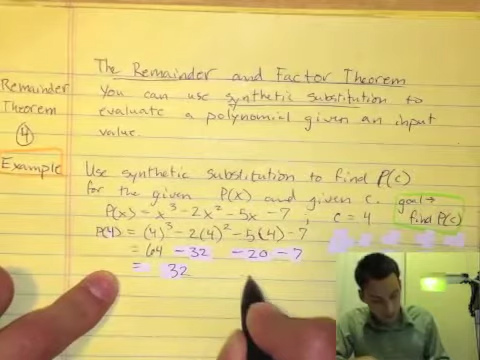 The Remainder and Factor Theorem
You can use synthetic substitution to
evaluate a polynomial given an input
value.
Remainder
Theorem
4
Example
Use synthetic substitution to find P(c)
for the given P(x) and given c.
goal →
find P(c)
P(x) = x³ - 2x² - 5x - 7 ; c = 4
P(4) = (4)³ - 2(4)² - 5(4) - 7
= 64 - 32 - 20 - 7
= 32